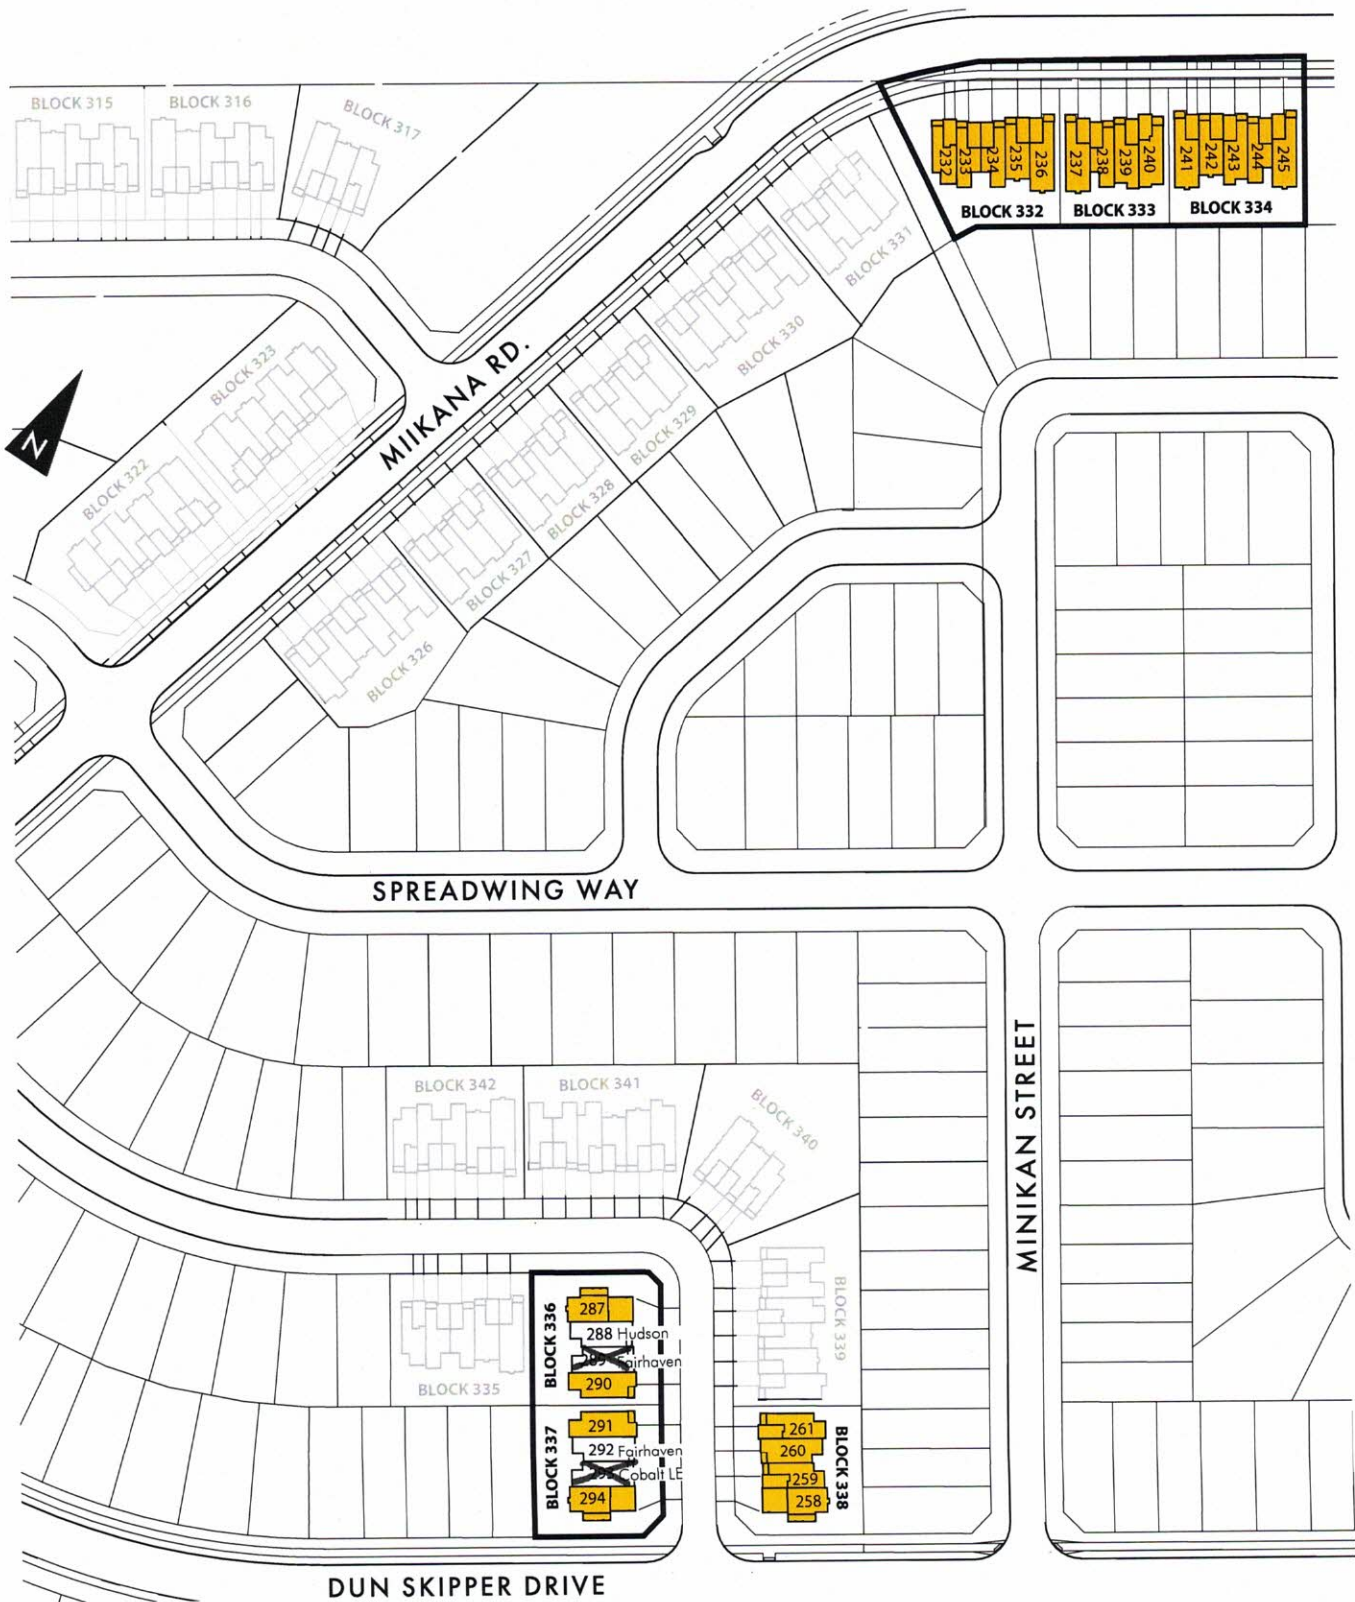 BLOCK 315
BLOCK 316
BLOCK 317
232
233
234
235
236
237
238
239
240
241
242
243
244
245
BLOCK 332
BLOCK 333
BLOCK 334
BLOCK 331
BLOCK 330
BLOCK 323
MIIKANA RD.
BLOCK 329
N
BLOCK 322
BLOCK 328
BLOCK 327
BLOCK 326
SPREADWING WAY
MINIKAN STREET
BLOCK 342
BLOCK 341
BLOCK 340
BLOCK 339
BLOCK 335
BLOCK 336
287
288 Hudson
289 Fairhaven II
290
BLOCK 337
291
292 Fairhaven II
293 Cobalt LE
294
261
260
259
258
BLOCK 338
DUN SKIPPER DRIVE